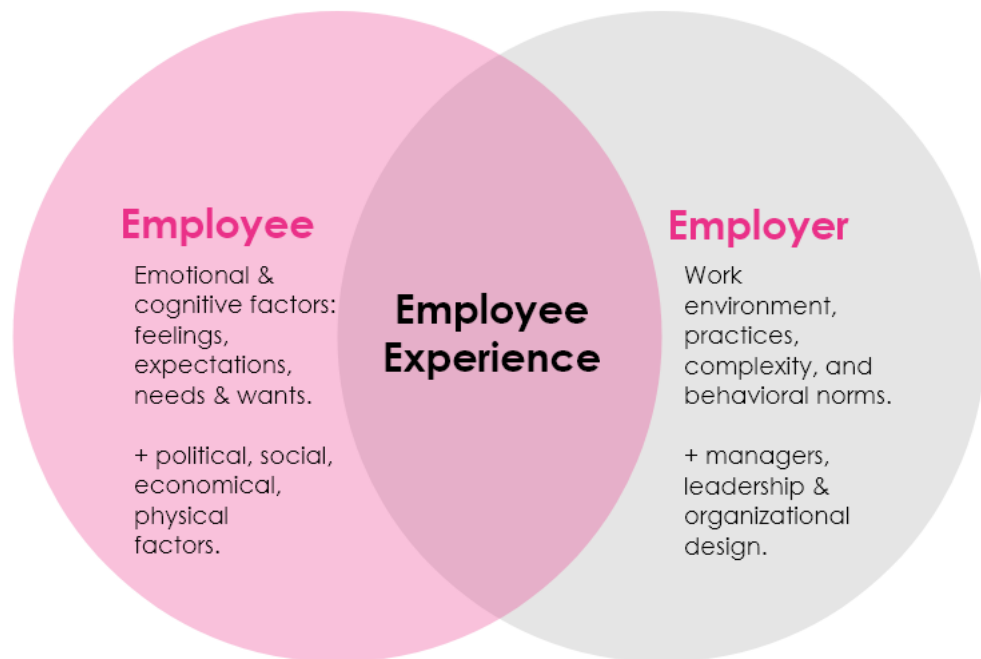 Employee
Emotional &
cognitive factors:
feelings,
expectations,
needs & wants.
+ political, social,
economical,
physical
factors.
Employee
Experience
Employer
Work
environment,
practices,
complexity, and
behavioral norms.
+ managers,
leadership &
organizational
design.